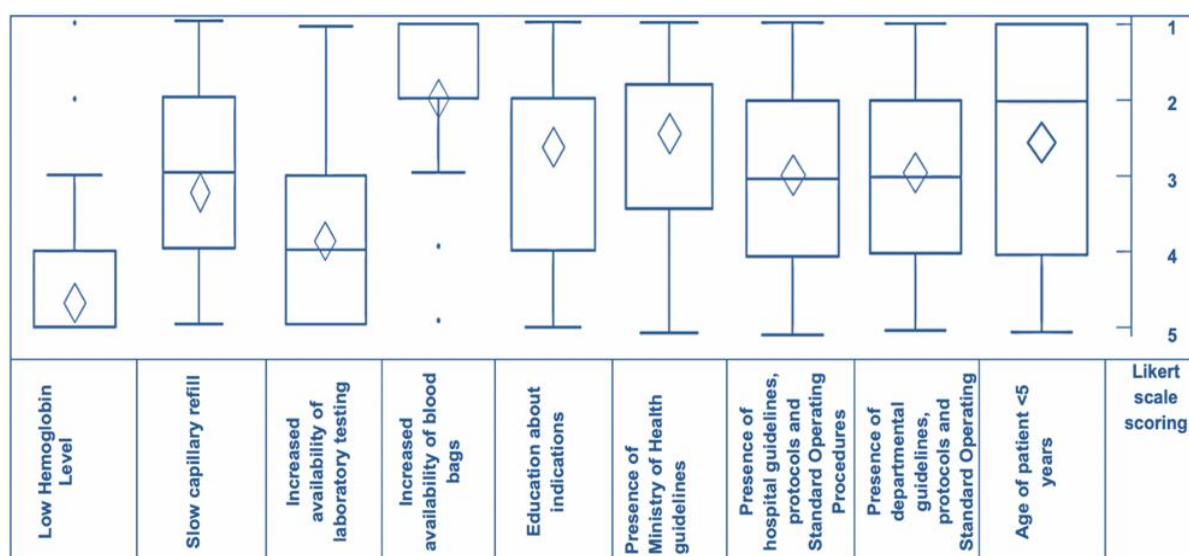 1
2
3
4
5
Low Hemoglobin
Level
Slow capillary refill
Increased
availability of
laboratory testing
Increased
availability of blood
bags
Education about
indications
Presence of
Ministry of Health
guidelines
Presence of
hospital guidelines,
protocols and
Standard Operating
Procedures
Presence of
departmental
guidelines,
protocols and
Standard Operating
Age of patient <5
years
Likert
scale
scoring